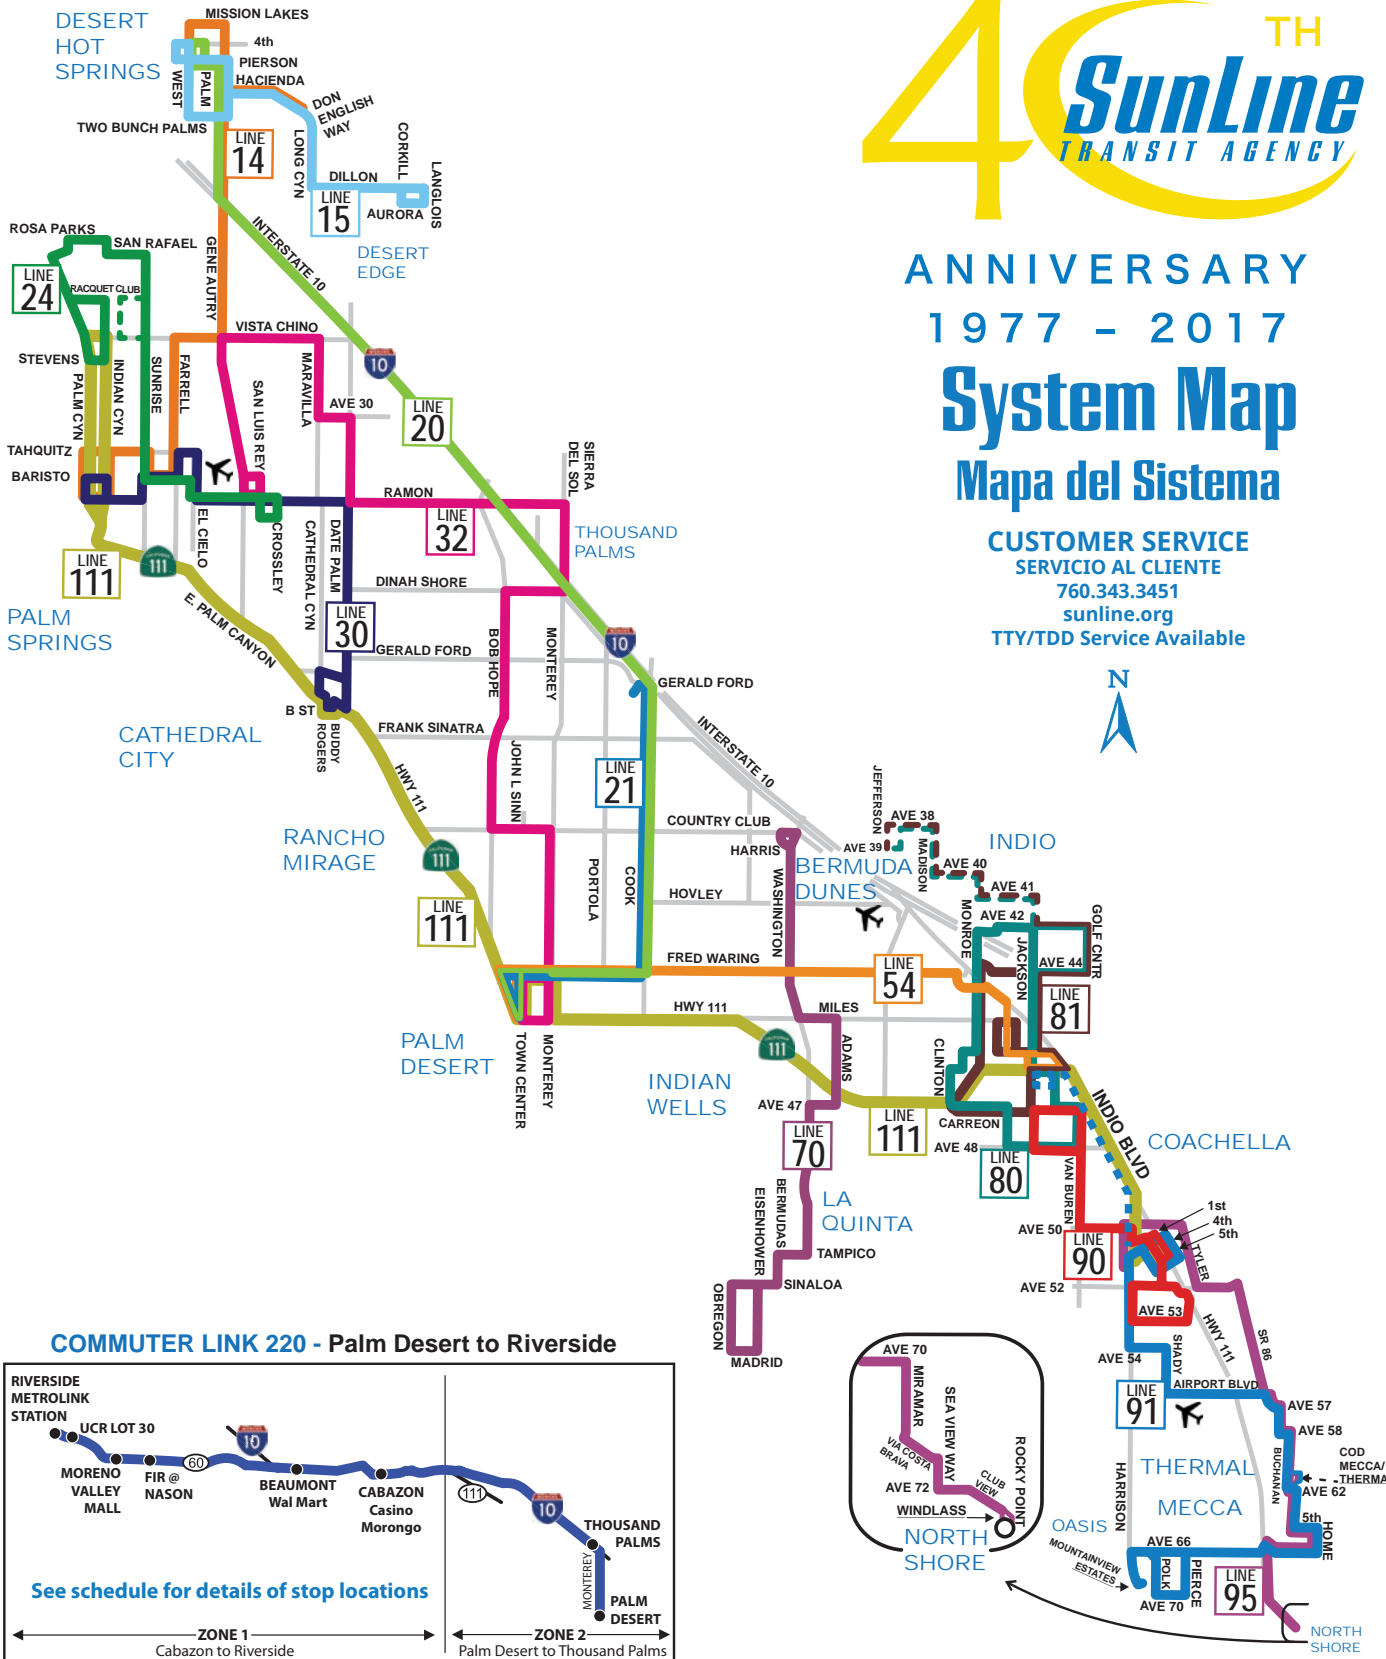 40TH
SunLine
TRANSIT AGENCY
ANNIVERSARY
1977 – 2017
System Map
Mapa del Sistema
CUSTOMER SERVICE
SERVICIO AL CLIENTE
760.343.3451
sunline.org
TTY/TDD Service Available
N
DESERT
HOT
SPRINGS
MISSION LAKES
4th
PIERSON
HACIENDA
WEST
PALM
DON
ENGLISH
WAY
TWO BUNCH PALMS
LINE
14
LONG CYN
CORKILL
LANGLOIS
DILLON
LINE
15
AURORA
DESERT
EDGE
ROSA PARKS
SAN RAFAEL
GENE AUTRY
INTERSTATE 10
LINE
24
RACQUET CLUB
VISTA CHINO
10
STEVENS
PALM CYN
INDIAN CYN
SUNRISE
FARRELL
SAN LUIS REY
MARAVILLA
AVE 30
LINE
20
TAHQUITZ
BARISTO
SIERRA
DEL SOL
RAMON
LINE
32
THOUSAND
PALMS
EL CIELO
CROSSLEY
CATHEDRAL CYN
DATE PALM
LINE
111
CALIFORNIA
111
DINAH SHORE
PALM
SPRINGS
E. PALM CANYON
LINE
30
BOB HOPE
MONTEREY
10
GERALD FORD
GERALD FORD
B ST
BUDDY
ROGERS
CATHEDRAL
CITY
FRANK SINATRA
INTERSTATE 10
HWY 111
JOHN L SINN
LINE
21
RANCHO
MIRAGE
CALIFORNIA
111
COUNTRY CLUB
HARRIS
JEFFERSON
AVE 38
AVE 39
MADISON
INDIO
BERMUDA
DUNES
AVE 40
AVE 41
PORTOLA
COOK
HOVLEY
WASHINGTON
MONROE
AVE 42
JACKSON
GOLF CNTR
LINE
111
FRED WARING
LINE
54
AVE 44
LINE
81
HWY 111
MILES
PALM
DESERT
TOWN CENTER
MONTEREY
CALIFORNIA
111
ADAMS
CLINTON
INDIAN
WELLS
AVE 47
LINE
111
CARREON
AVE 48
INDIO BLVD
COACHELLA
LINE
70
LINE
80
VAN BUREN
BERMUDAS
EISENHOWER
LA
QUINTA
TAMPICO
SINALOA
OBREGON
MADRID
AVE 50
1st
4th
5th
LINE
90
TYLER
AVE 52
AVE 53
HWY 111
SR 86
AVE 54
SHADY
AIRPORT BLVD
LINE
91
AVE 57
AVE 58
BUCHANAN
COD
MECCA/
THERMAL
HARRISON
THERMAL
MECCA
AVE 62
5th
HOME
OASIS
MOUNTAINVIEW
ESTATES
AVE 66
POLK
PIERCE
AVE 70
LINE
95
NORTH
SHORE
AVE 70
MIRAMAR
SEA VIEW WAY
VIA COSTA
BRAVA
ROCKY POINT
AVE 72
CLUB
VIEW
WINDLASS
NORTH
SHORE
COMMUTER LINK 220 - Palm Desert to Riverside
RIVERSIDE
METROLINK
STATION
UCR LOT 30
MORENO
VALLEY
MALL
FIR @
NASON
60
10
BEAUMONT
Wal Mart
CABAZON
Casino
Morongo
111
10
THOUSAND
PALMS
MONTEREY
PALM
DESERT
See schedule for details of stop locations
ZONE 1
Cabazon to Riverside
ZONE 2
Palm Desert to Thousand Palms